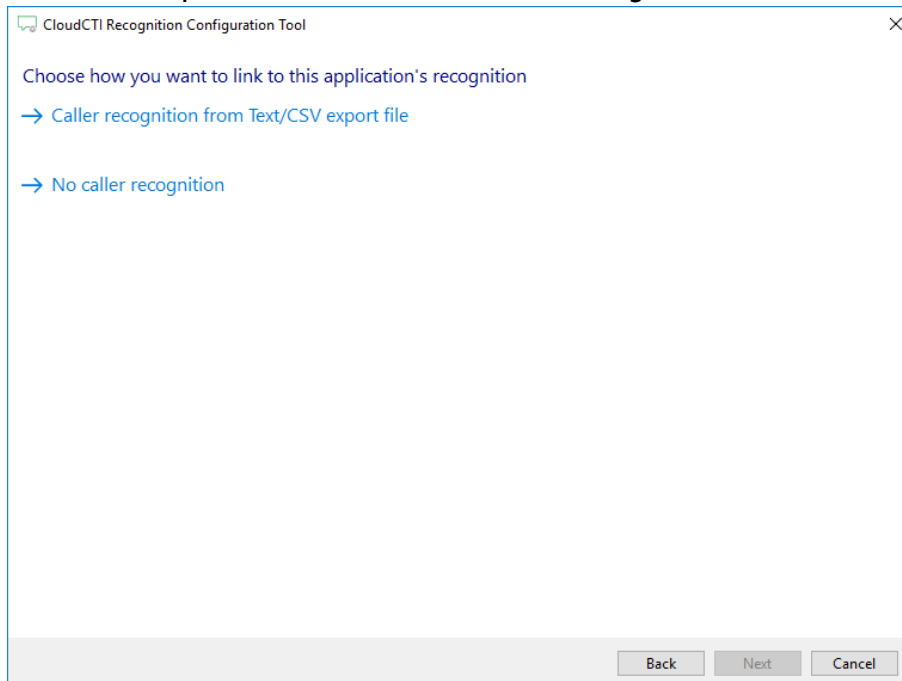 CloudCTI Recognition Configuration Tool
Choose how you want to link to this application's recognition
→ Caller recognition from Text/CSV export file
→ No caller recognition
Back Next Cancel